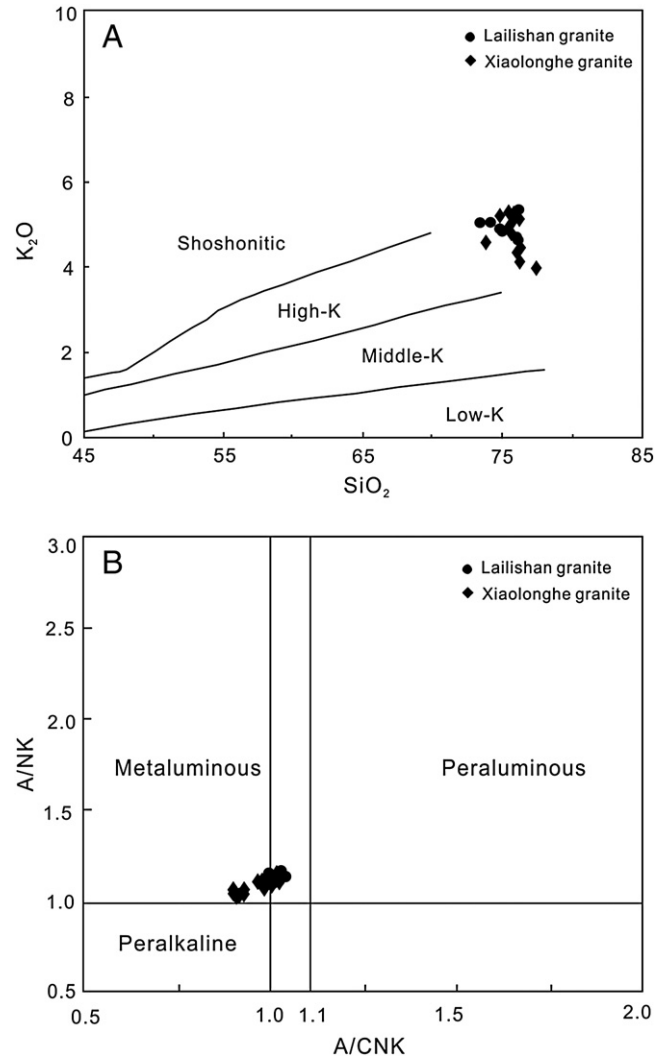 A
Lailishan granite
Xiaolonghe granite
10
8
6
4
2
0
K₂O
Shoshonitic
High-K
Middle-K
Low-K
45 55 65 75 85
SiO₂
B
Lailishan granite
Xiaolonghe granite
3.0
2.5
2.0
1.5
1.0
0.5
A/NK
Metaluminous Peraluminous
Peralkaline
0.5 1.0 1.1 1.5 2.0
A/CNK